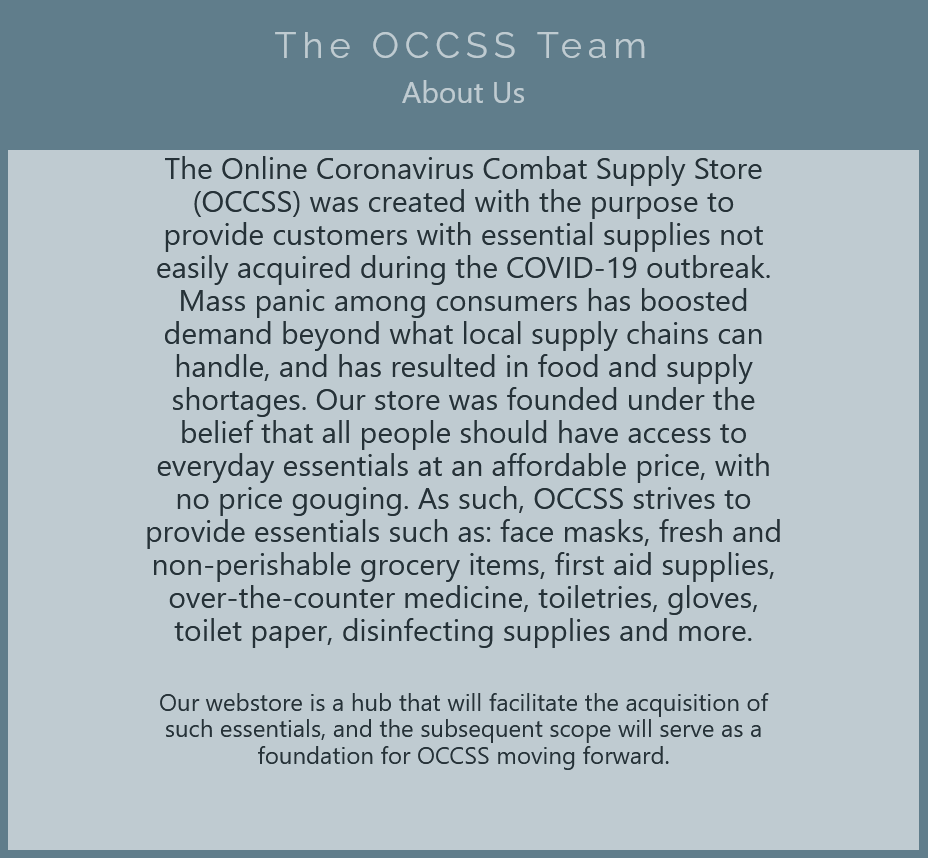 The OCCSS Team
About Us
The Online Coronavirus Combat Supply Store
(OCCSS) was created with the purpose to
provide customers with essential supplies not
easily acquired during the COVID-19 outbreak.
Mass panic among consumers has boosted
demand beyond what local supply chains can
handle, and has resulted in food and supply
shortages. Our store was founded under the
belief that all people should have access to
everyday essentials at an affordable price, with
no price gouging. As such, OCCSS strives to
provide essentials such as: face masks, fresh and
non-perishable grocery items, first aid supplies,
over-the-counter medicine, toiletries, gloves,
toilet paper, disinfecting supplies and more.
Our webstore is a hub that will facilitate the acquisition of
such essentials, and the subsequent scope will serve as a
foundation for OCCSS moving forward.